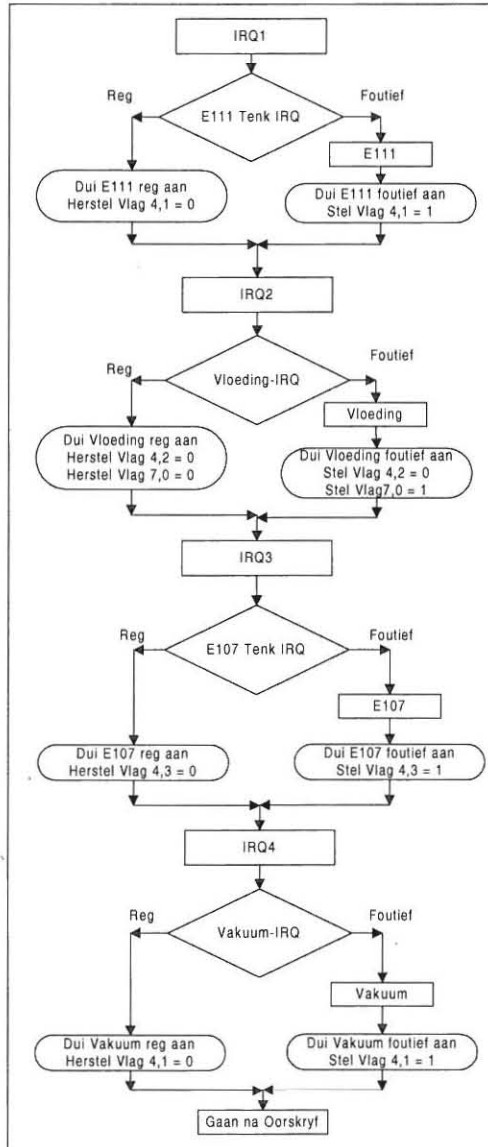 IRQ1
Reg
Foutief
E111 Tenk IRQ
E111
Dui E111 reg aan
Herstel Vlag 4,1 = 0
Dui E111 foutief aan
Stel Vlag 4,1 = 1
IRQ2
Reg
Foutief
Vloeding-IRQ
Vloeding
Dui Vloeding reg aan
Herstel Vlag 4,2 = 0
Herstel Vlag 7,0 = 0
Dui Vloeding foutief aan
Stel Vlag 4,2 = 0
Stel Vlag7,0 = 1
IRQ3
Reg
Foutief
E107 Tenk IRQ
E107
Dui E107 reg aan
Herstel Vlag 4,3 = 0
Dui E107 foutief aan
Stel Vlag 4,3 = 1
IRQ4
Reg
Foutief
Vakuum-IRQ
Vakuum
Dui Vakuum reg aan
Herstel Vlag 4,1 = 0
Dui Vakuum foutief aan
Stel Vlag 4,1 = 1
Gaan na Oorskryf